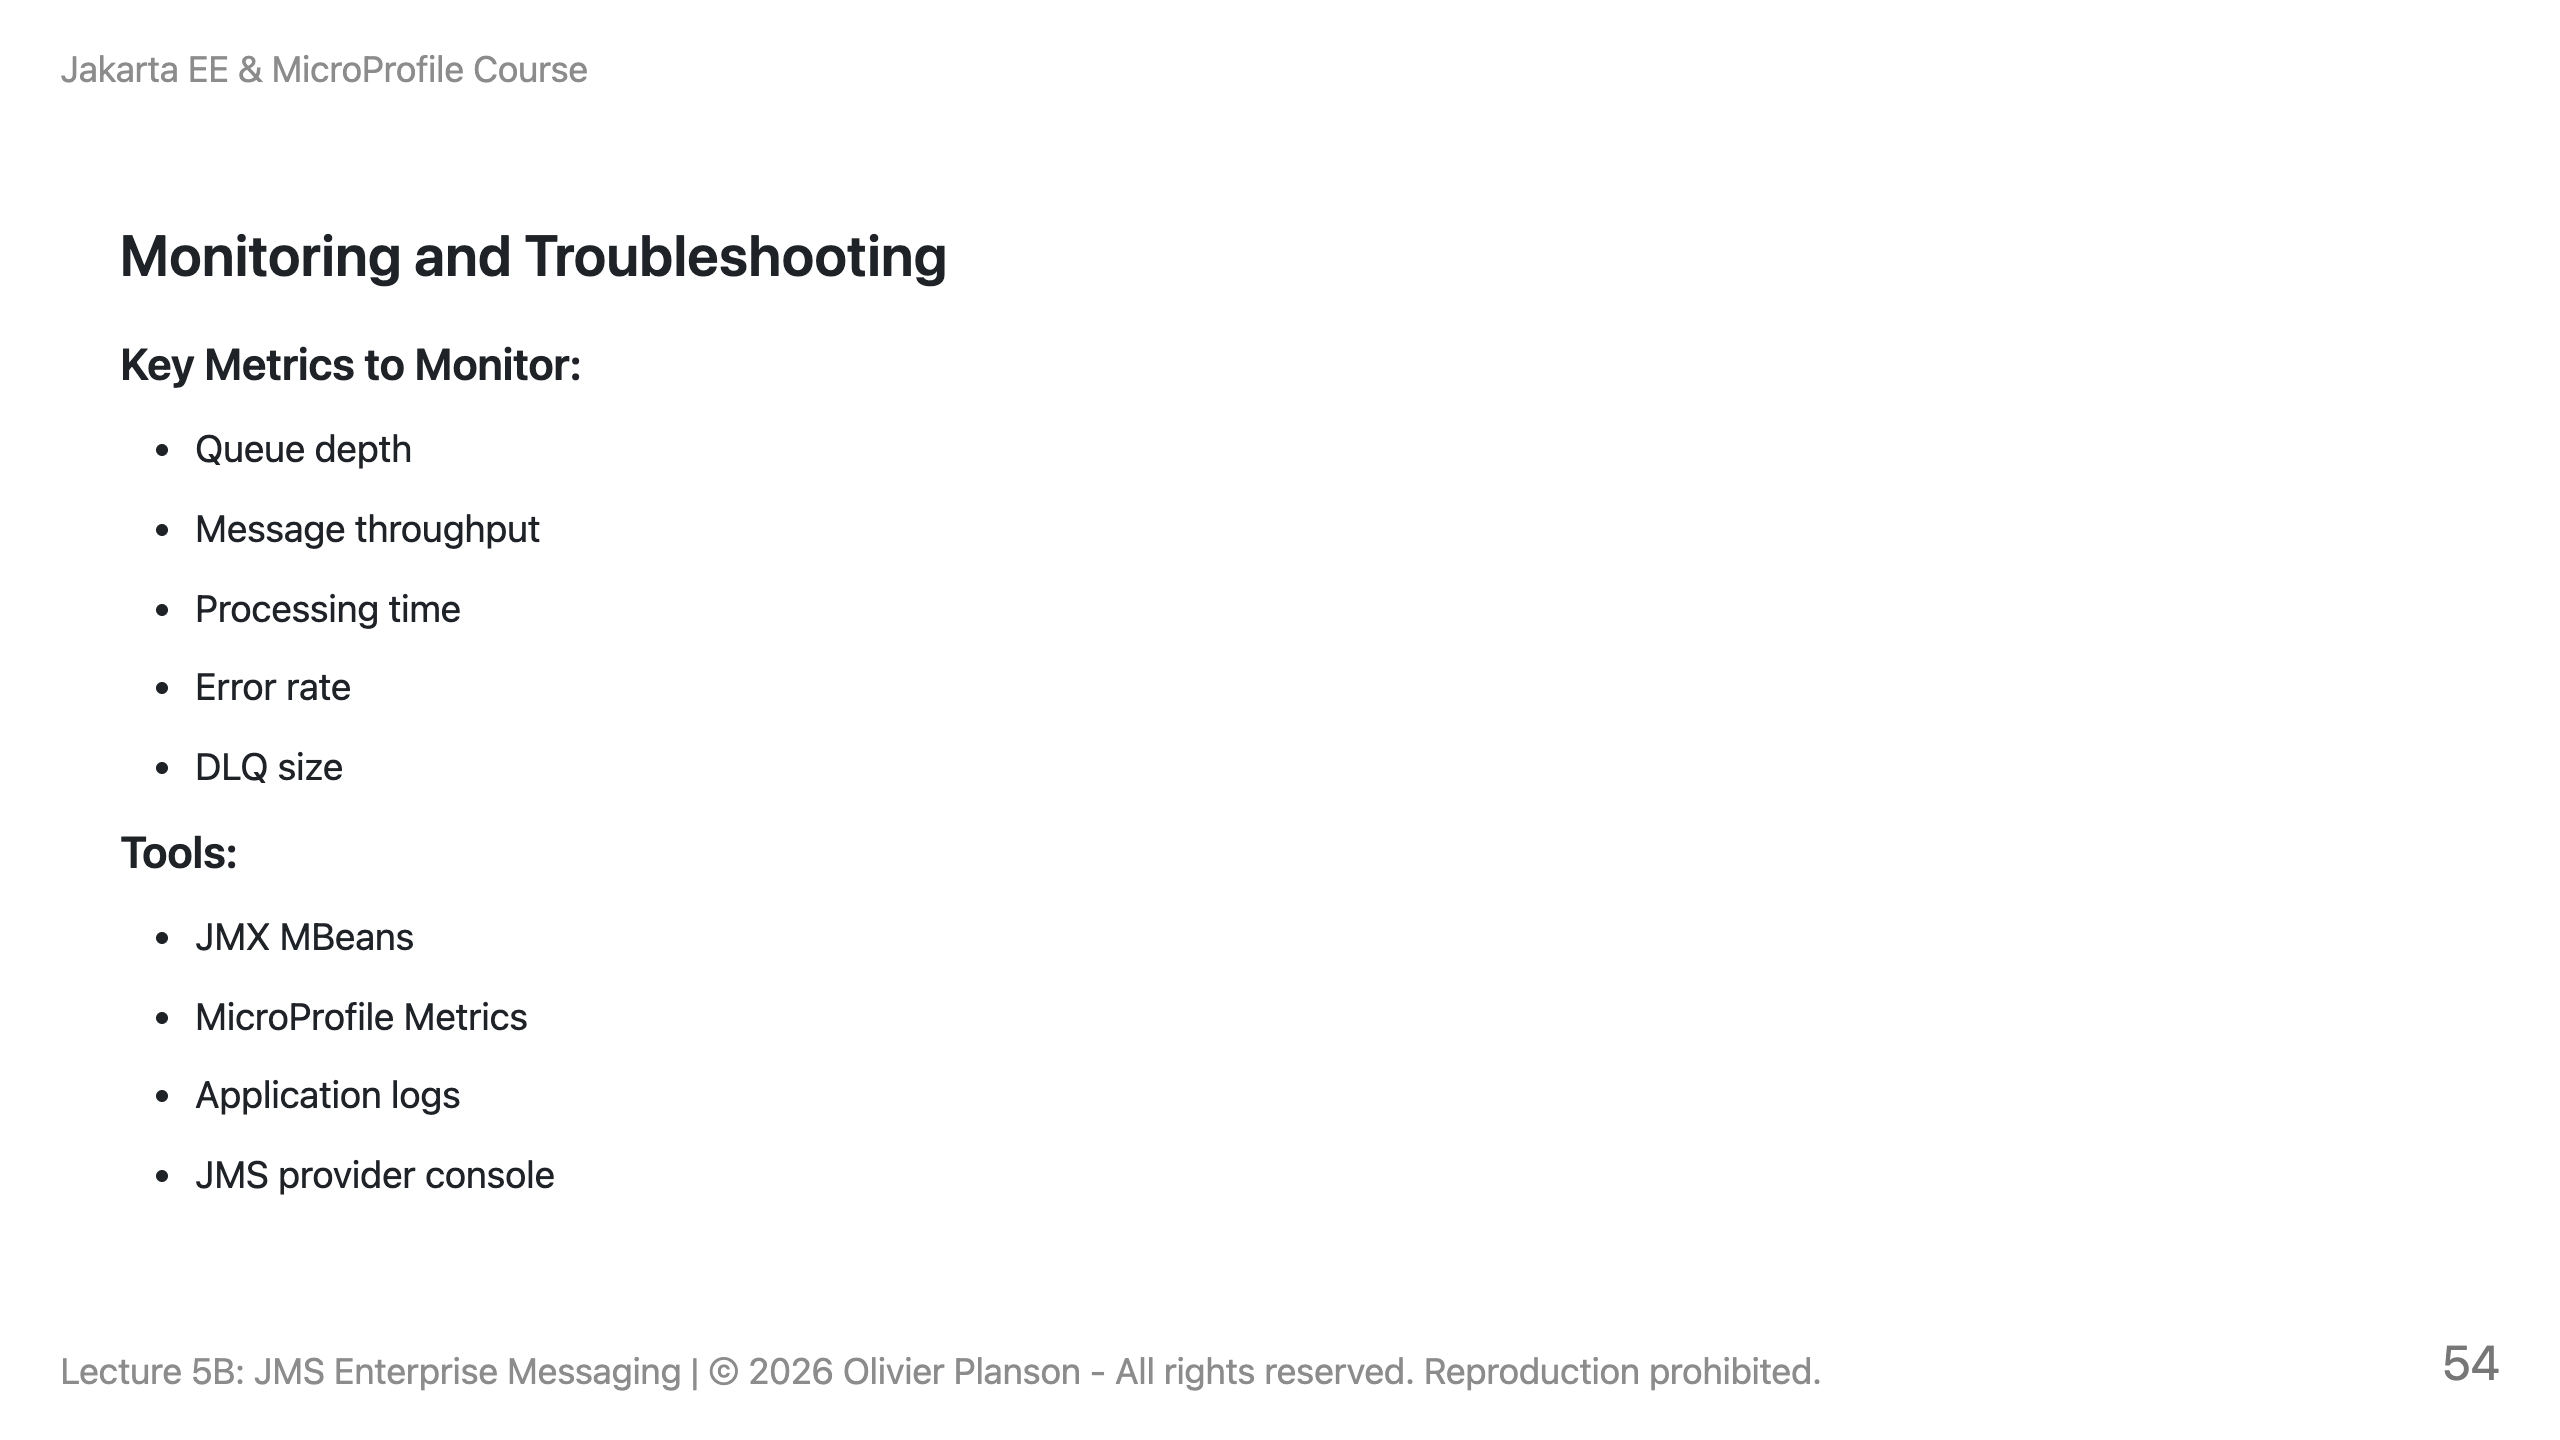 Jakarta EE & MicroProfile Course
Monitoring and Troubleshooting
Key Metrics to Monitor:
• Queue depth
• Message throughput
• Processing time
• Error rate
• DLQ size
Tools:
• JMX MBeans
• MicroProfile Metrics
• Application logs
• JMS provider console
Lecture 5B: JMS Enterprise Messaging | © 2026 Olivier Planson - All rights reserved. Reproduction prohibited.
54